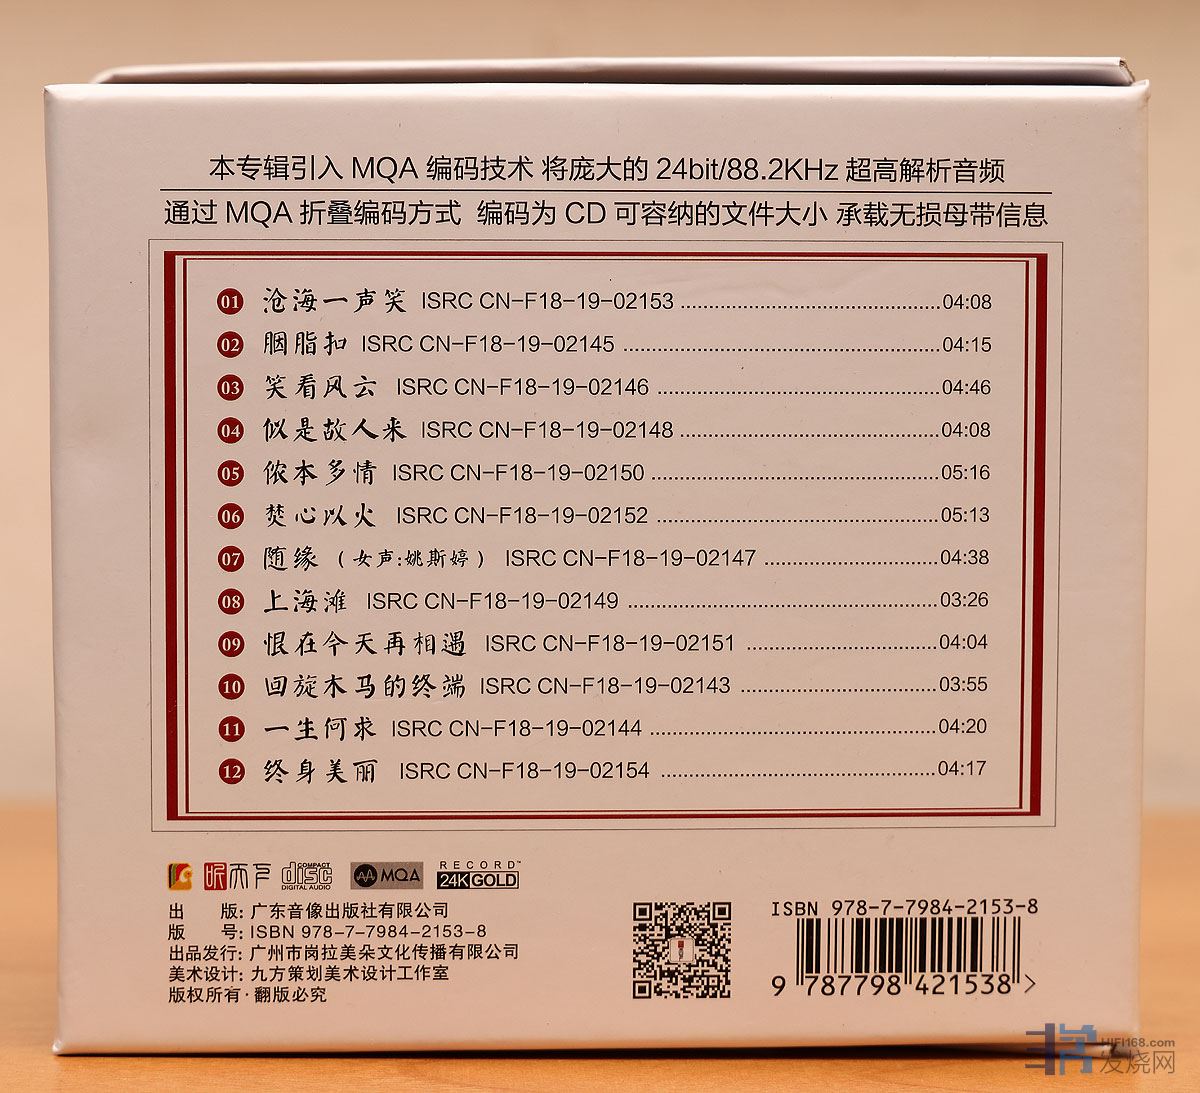 本专辑引入 MQA 编码技术 将庞大的 24bit/88.2KHz 超高解析音频
通过 MQA 折叠编码方式 编码为 CD 可容纳的文件大小 承载无损母带信息
01 沧海一声笑 ISRC CN-F18-19-02153 ........................ 04:08
02 胭脂扣 ISRC CN-F18-19-02145 ........................ 04:15
03 笑看风云 ISRC CN-F18-19-02146 ........................ 04:46
04 似是故人来 ISRC CN-F18-19-02148 ........................ 04:08
05 侬本多情 ISRC CN-F18-19-02150 ........................ 05:16
06 焚心以火 ISRC CN-F18-19-02152 ........................ 05:13
07 随缘 (女声:姚斯婷) ISRC CN-F18-19-02147 ........................ 04:38
08 上海滩 ISRC CN-F18-19-02149 ........................ 03:26
09 恨在今天再相遇 ISRC CN-F18-19-02151 ........................ 04:04
10 回旋木马的终端 ISRC CN-F18-19-02143 ........................ 03:55
11 一生何求 ISRC CN-F18-19-02144 ........................ 04:20
12 终身美丽 ISRC CN-F18-19-02154 ........................ 04:17
COMPACT disc DIGITAL AUDIO MQA RECORD™ 24K GOLD
出 版: 广东音像出版社有限公司
版 号: ISBN 978-7-7984-2153-8
出品发行: 广州市岗拉美朵文化传播有限公司
美术设计: 九方策划美术设计工作室
版权所有·翻版必究
ISBN 978-7-7984-2153-8
9 787798 421538 >
HIFI168.com
发烧网